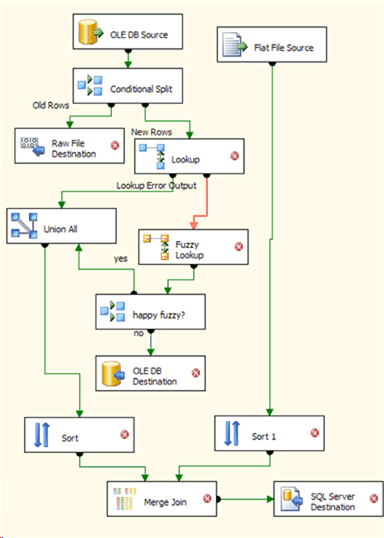 OLE DB Source
Flat File Source
Conditional Split
Old Rows
New Rows
Raw File
Destination
Lookup
Lookup Error Output
Union All
Fuzzy
Lookup
yes
happy fuzzy?
no
OLE DB
Destination
Sort
Sort 1
Merge Join
SQL Server
Destination